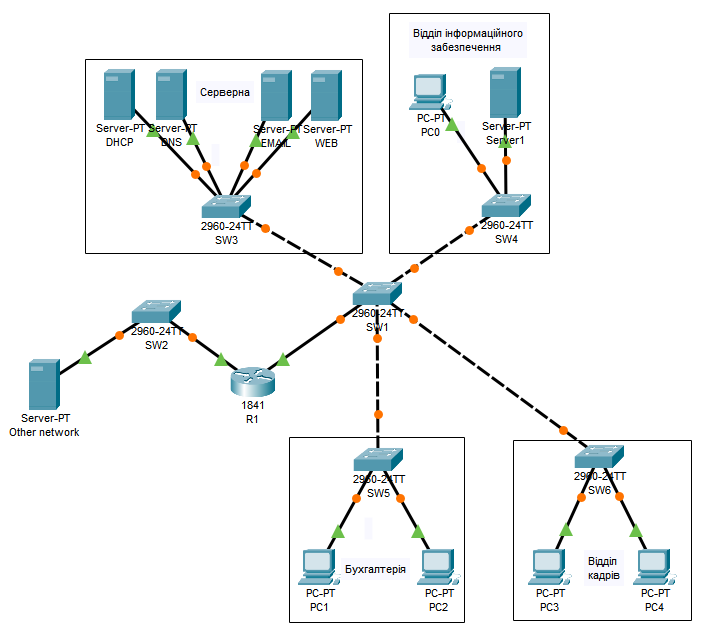 Відділ інформаційного
забезпечення
Серверна
Server-PT
DHCP
Server-PT
DNS
Server-PT
EMAIL
Server-PT
WEB
PC-PT
PC0
Server-PT
Server1
2960-24TT
SW3
2960-24TT
SW4
2960-24TT
SW1
2960-24TT
SW2
1841
R1
Server-PT
Other network
2960-24TT
SW5
2960-24TT
SW6
Бухгалтерія
Відділ
кадрів
PC-PT
PC1
PC-PT
PC2
PC-PT
PC3
PC-PT
PC4